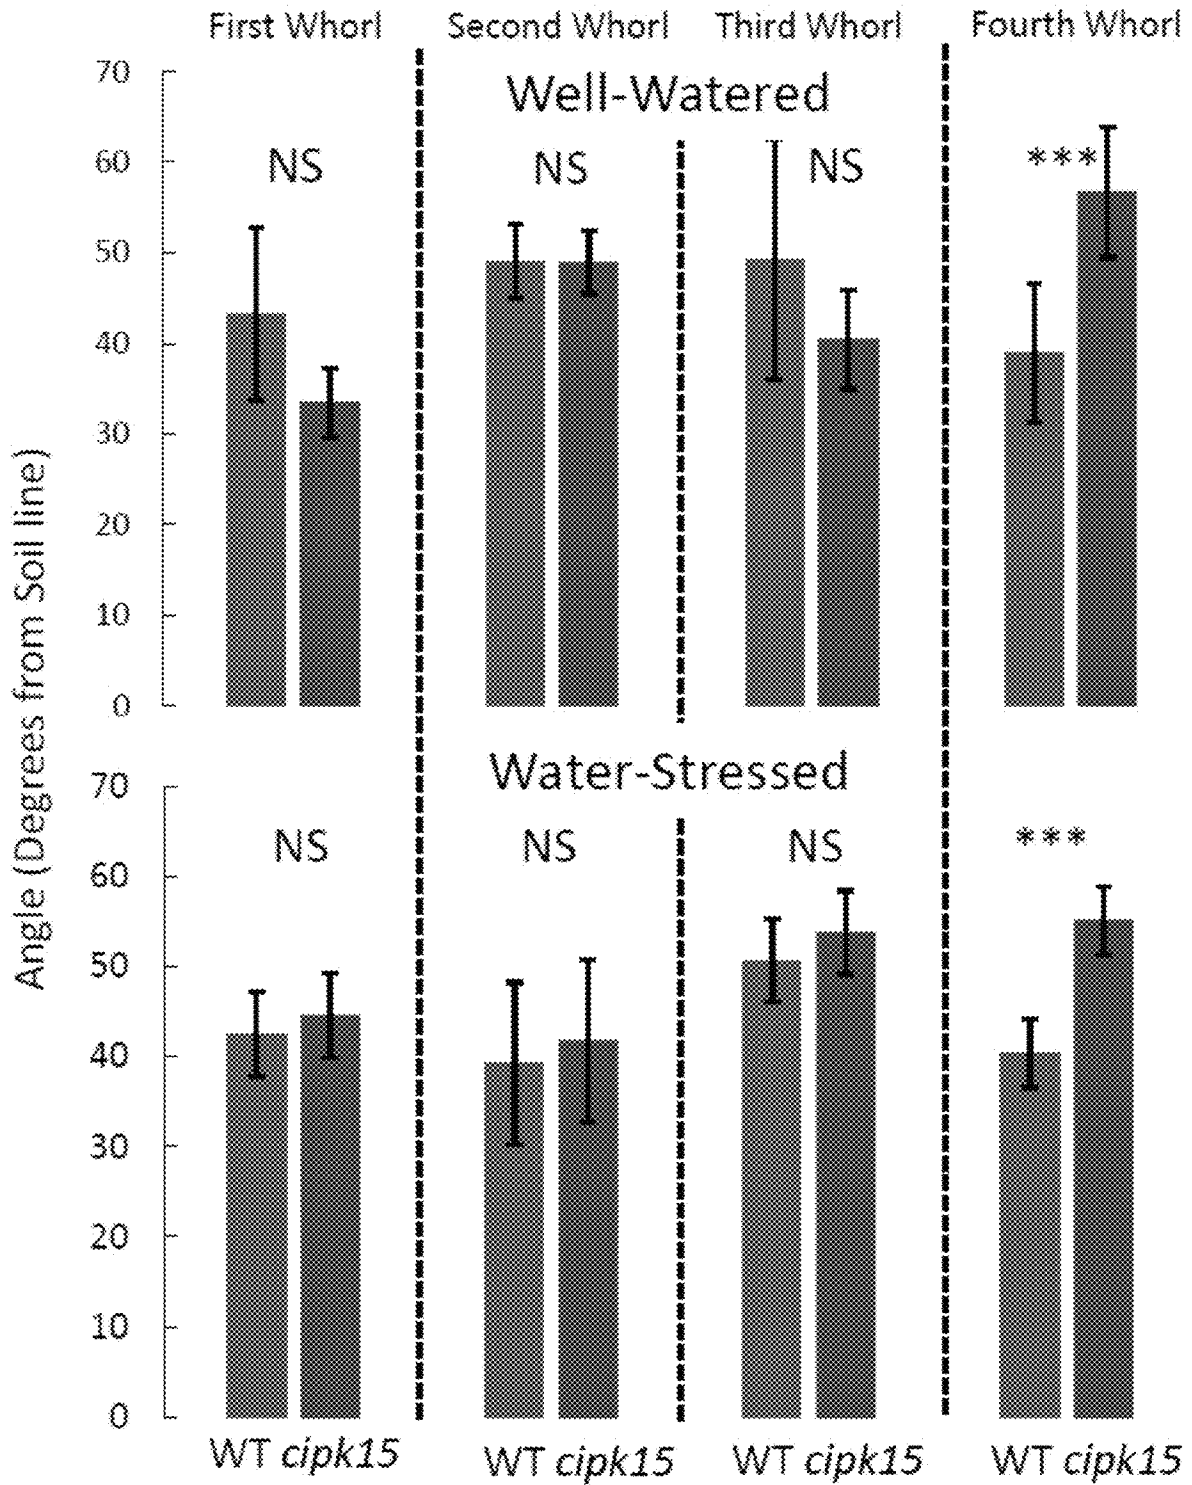 First Whorl Second Whorl Third Whorl Fourth Whorl
Well-Watered
NS NS NS ***
70
60
50
40
30
20
10
0
Angle (Degrees from Soil line)
Water-Stressed
NS NS NS ***
70
60
50
40
30
20
10
0
WT cipk15 WT cipk15 WT cipk15 WT cipk15